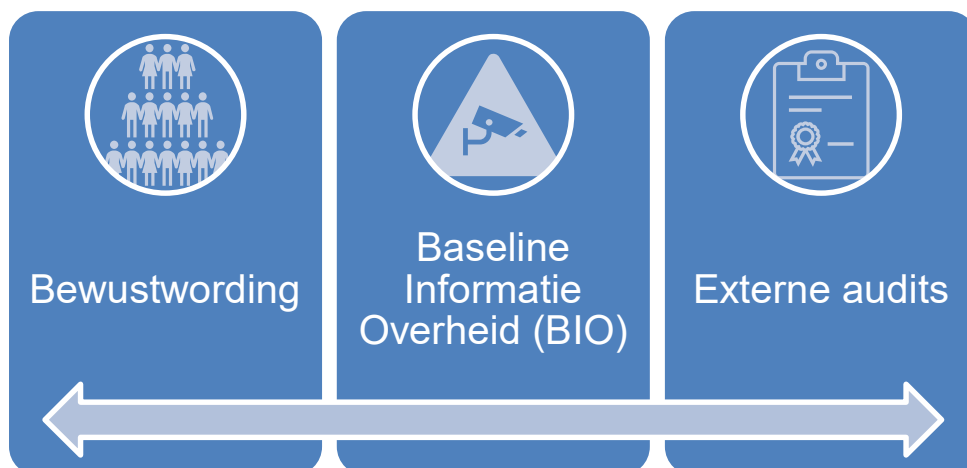 Bewustwording
Baseline
Informatie
Overheid (BIO)
Externe audits